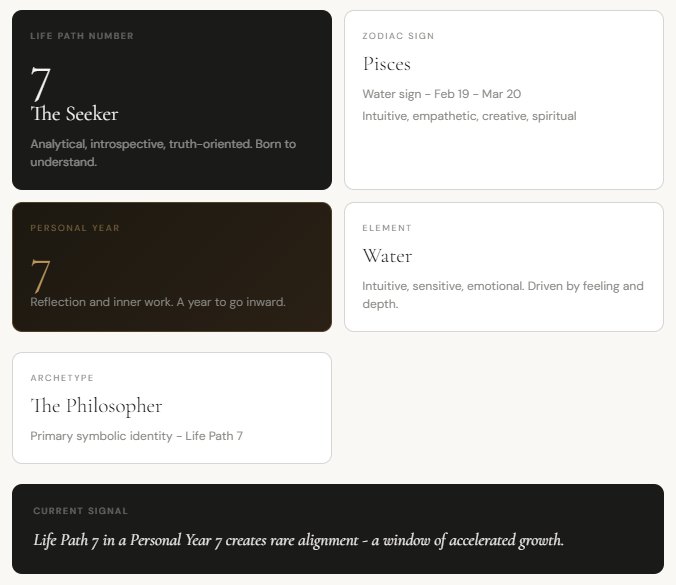 LIFE PATH NUMBER
7
The Seeker
Analytical, introspective, truth-oriented. Born to
understand.
ZODIAC SIGN
Pisces
Water sign - Feb 19 - Mar 20
Intuitive, empathetic, creative, spiritual
PERSONAL YEAR
7
Reflection and inner work. A year to go inward.
ELEMENT
Water
Intuitive, sensitive, emotional. Driven by feeling and
depth.
ARCHETYPE
The Philosopher
Primary symbolic identity - Life Path 7
CURRENT SIGNAL
Life Path 7 in a Personal Year 7 creates rare alignment - a window of accelerated growth.